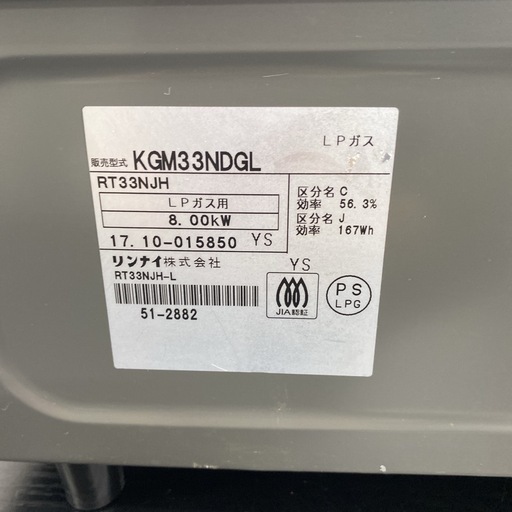 LPガス
販売型式 KGM33NDGL
RT33NJH
LPガス用
8.00kW
17.10-015850 YS
区分名 C
効率 56.3%
区分名 J
効率 167Wh
リンナイ株式会社 YS
RT33NJH-L
51-2882
JIA認証
PS
LPG